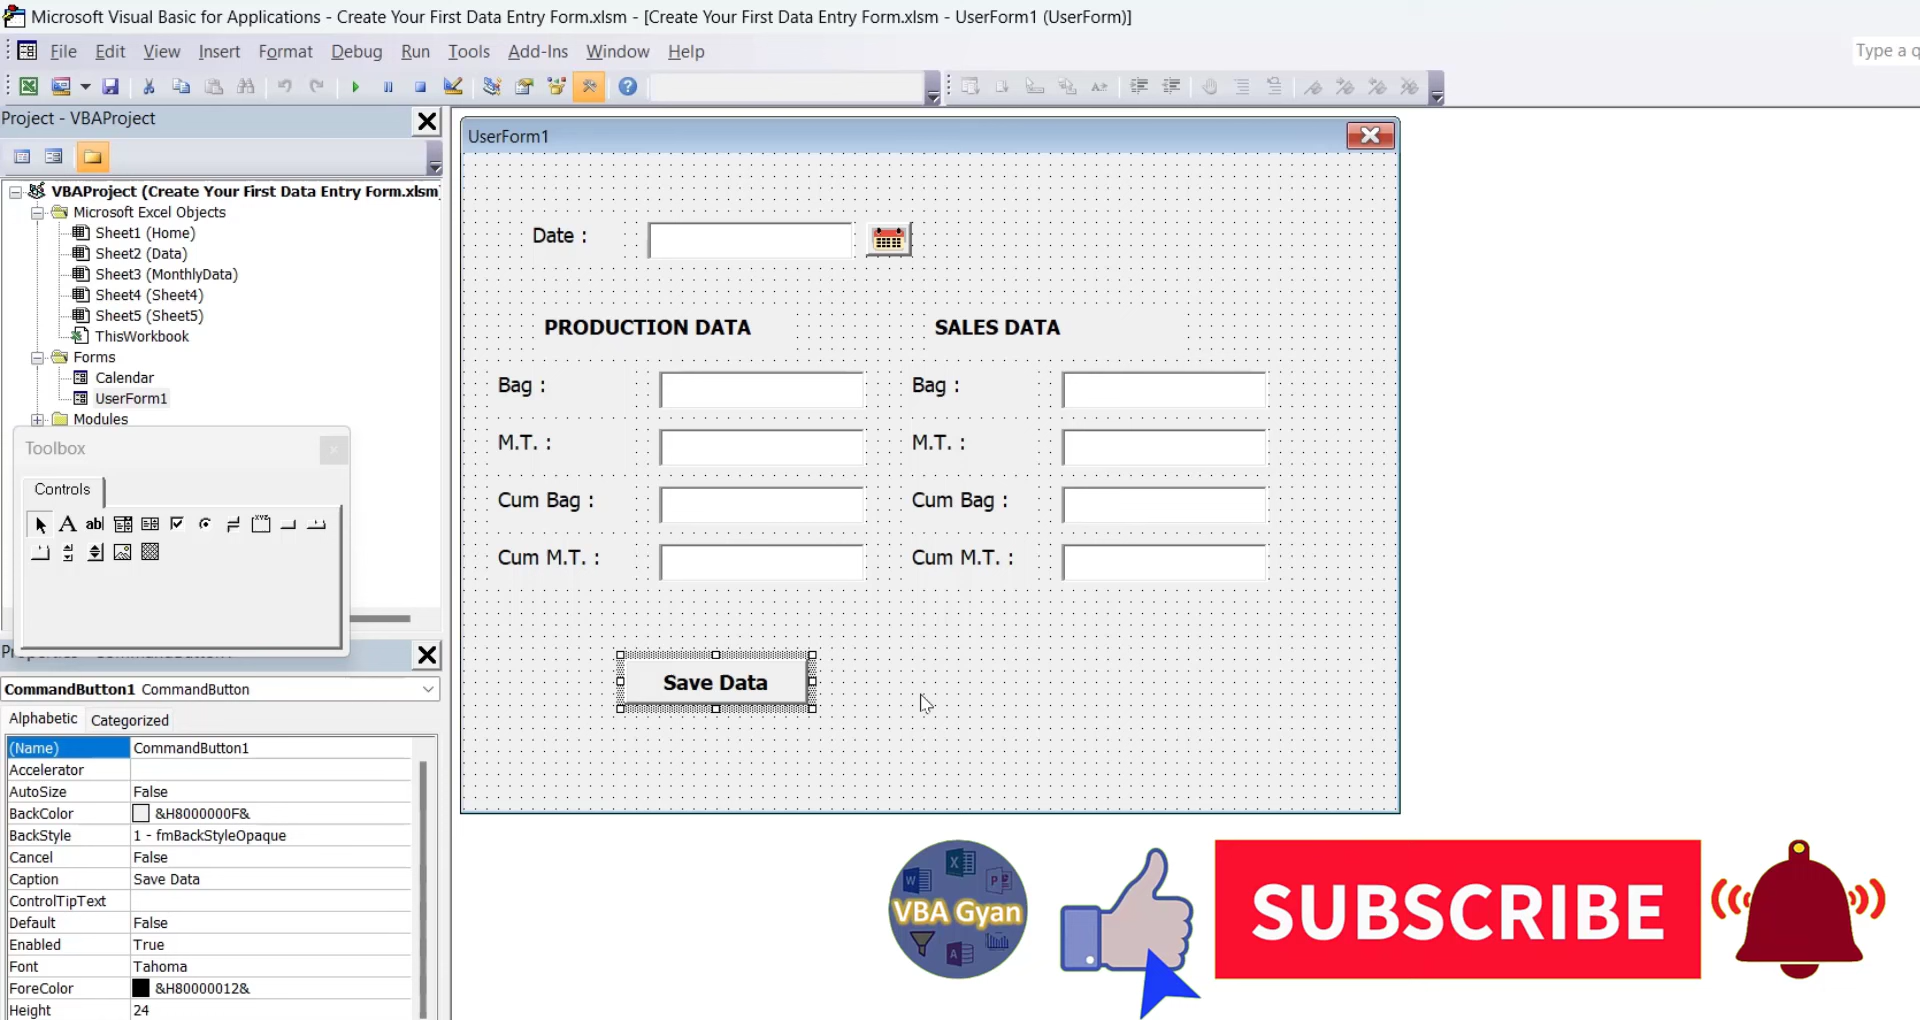 Microsoft Visual Basic for Applications - Create Your First Data Entry Form.xlsm - [Create Your First Data Entry Form.xlsm - UserForm1 (UserForm)]
File Edit View Insert Format Debug Run Tools Add-Ins Window Help
Type a q
Project - VBAProject
VBAProject (Create Your First Data Entry Form.xlsm
Microsoft Excel Objects
Sheet1 (Home)
Sheet2 (Data)
Sheet3 (MonthlyData)
Sheet4 (Sheet4)
Sheet5 (Sheet5)
ThisWorkbook
Forms
Calendar
UserForm1
Modules
Toolbox
Controls
A ab
CommandButton1 CommandButton
Alphabetic Categorized
(Name) CommandButton1
Accelerator
AutoSize False
BackColor &H8000000F&
BackStyle 1 - fmBackStyleOpaque
Cancel False
Caption Save Data
ControlTipText
Default False
Enabled True
Font Tahoma
ForeColor &H80000012&
Height 24
UserForm1
Date :
PRODUCTION DATA SALES DATA
Bag : Bag :
M.T. : M.T. :
Cum Bag : Cum Bag :
Cum M.T. : Cum M.T. :
Save Data
VBA Gyan
SUBSCRIBE